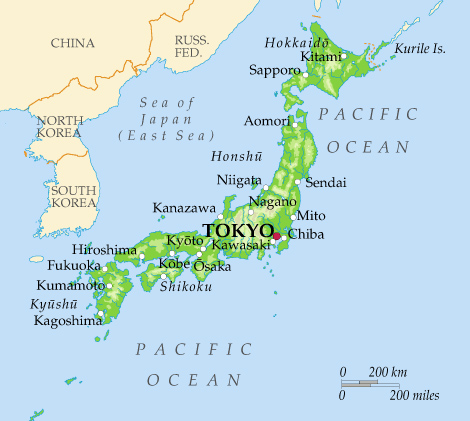 CHINA
RUSS.
FED.
Hokkaidō
Kitami
Kurile Is.
Sapporo
Sea of
Japan
(East Sea)
Aomori
PACIFIC
OCEAN
NORTH
KOREA
Honshū
SOUTH
KOREA
Niigata
Sendai
Kanazawa
Nagano
Mito
TOKYO
Chiba
Kyōto
Kawasaki
Hiroshima
Fukuoka
Kōbe
Ōsaka
Kumamoto
Shikoku
Kyūshū
Kagoshima
PACIFIC
OCEAN
0 200 km
0 200 miles